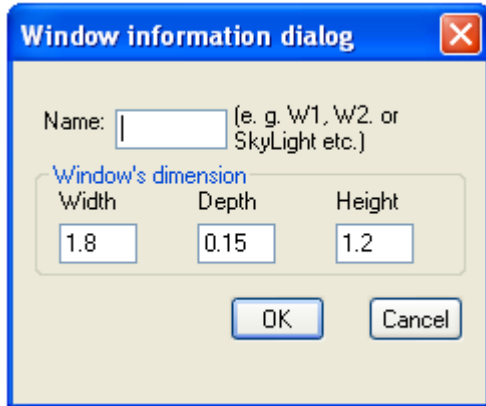 Window information dialog
Name: (e. g. W1, W2. or
SkyLight etc.)
Window's dimension
Width Depth Height
1.8 0.15 1.2
OK Cancel